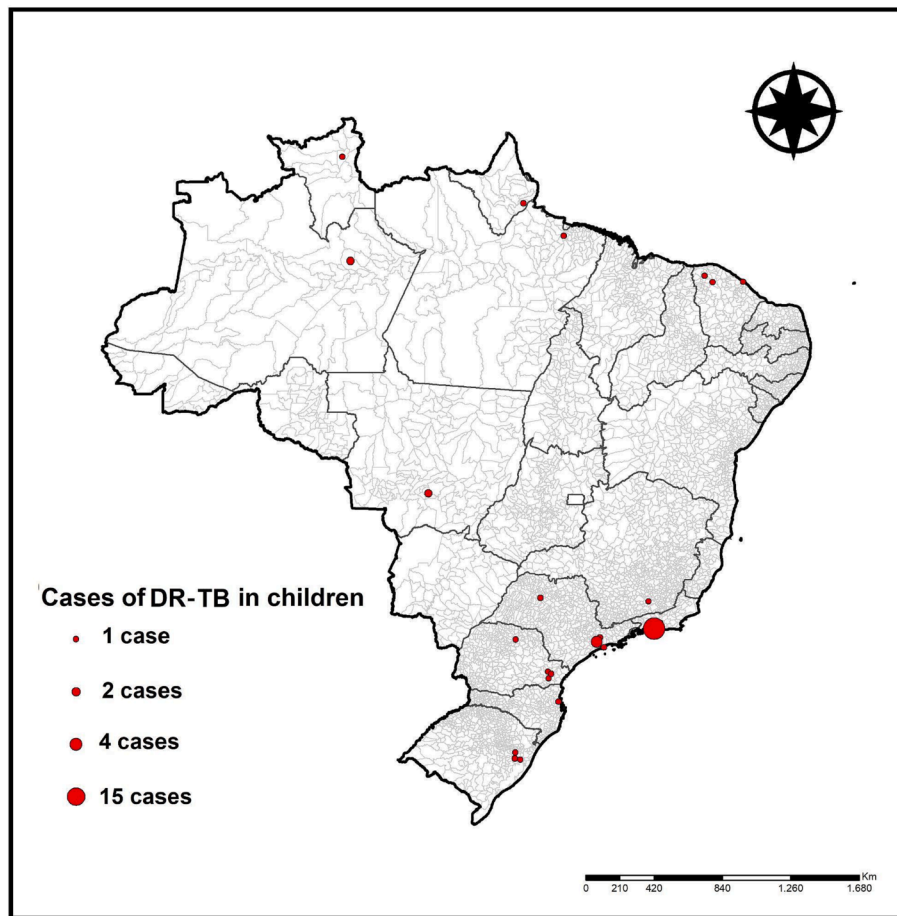 Cases of DR-TB in children
1 case
2 cases
4 cases
15 cases
Km
0 210 420 840 1.260 1.680